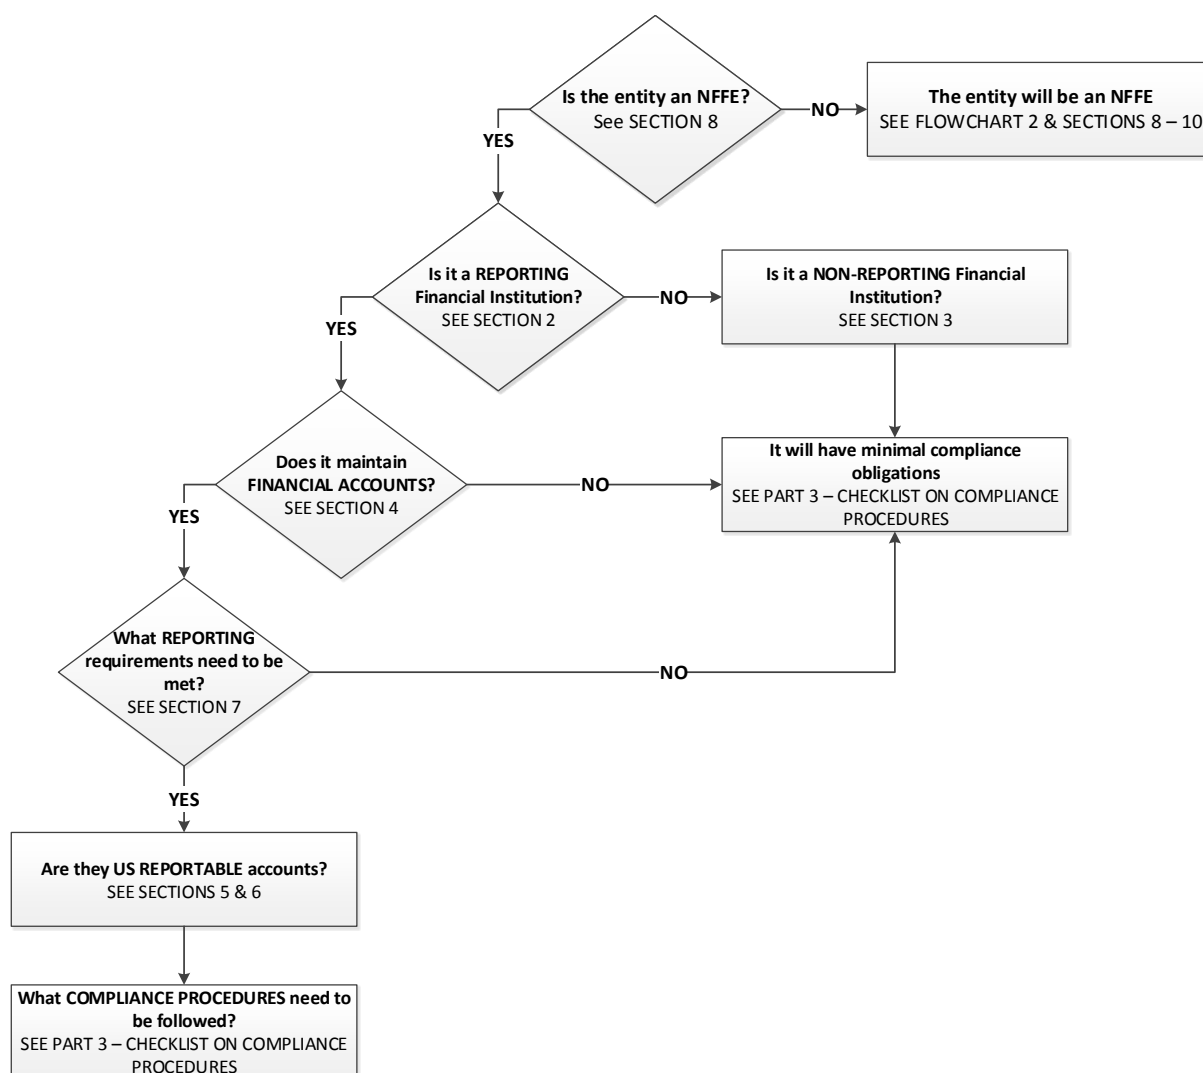 Is the entity an NFFE?
See SECTION 8
NO
The entity will be an NFFE
SEE FLOWCHART 2 & SECTIONS 8 – 10
YES
Is it a REPORTING
Financial Institution?
SEE SECTION 2
NO
Is it a NON-REPORTING Financial
Institution?
SEE SECTION 3
YES
Does it maintain
FINANCIAL ACCOUNTS?
SEE SECTION 4
NO
It will have minimal compliance
obligations
SEE PART 3 – CHECKLIST ON COMPLIANCE
PROCEDURES
YES
What REPORTING
requirements need to be
met?
SEE SECTION 7
NO
YES
Are they US REPORTABLE accounts?
SEE SECTIONS 5 & 6
What COMPLIANCE PROCEDURES need to
be followed?
SEE PART 3 – CHECKLIST ON COMPLIANCE
PROCEDURES